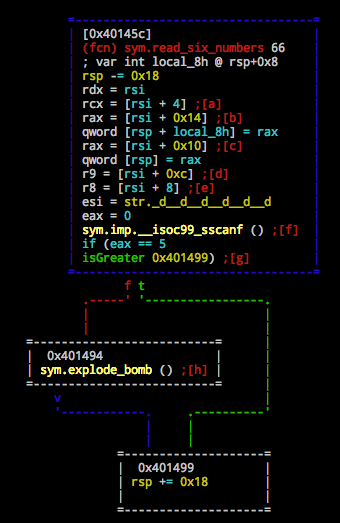 [0x40145c]
(fcn) sym.read_six_numbers 66
; var int local_8h @ rsp+0x8
rsp -= 0x18
rdx = rsi
rcx = [rsi + 4] ;[a]
rax = [rsi + 0x14] ;[b]
qword [rsp + local_8h] = rax
rax = [rsi + 0x10] ;[c]
qword [rsp] = rax
r9 = [rsi + 0xc] ;[d]
r8 = [rsi + 8] ;[e]
esi = str._d__d__d__d__d__d
eax = 0
sym.imp.__isoc99_sscanf () ;[f]
if (eax == 5
isGreater 0x401499) ;[g]
f t
0x401494
sym.explode_bomb () ;[h]
v
0x401499
rsp += 0x18